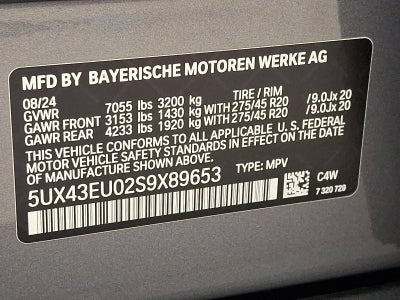 MFD BY BAYERISCHE MOTOREN WERKE AG
08/24 TIRE / RIM
GVWR 7055 lbs 3200 kg
GAWR FRONT 3153 lbs 1430 kg WITH 275/45 R20 /9.0Jx 20
GAWR REAR 4233 lbs 1920 kg WITH 275/45 R20 /9.0Jx 20
THIS VEHICLE CONFORMS TO ALL APPLICABLE U.S. FEDERAL
MOTOR VEHICLE SAFETY STANDARDS IN EFFECT ON THE DATE
OF MANUFACTURE SHOWN ABOVE.
5UX43EU02S9X89653 TYPE: MPV
C4W
7 320 729